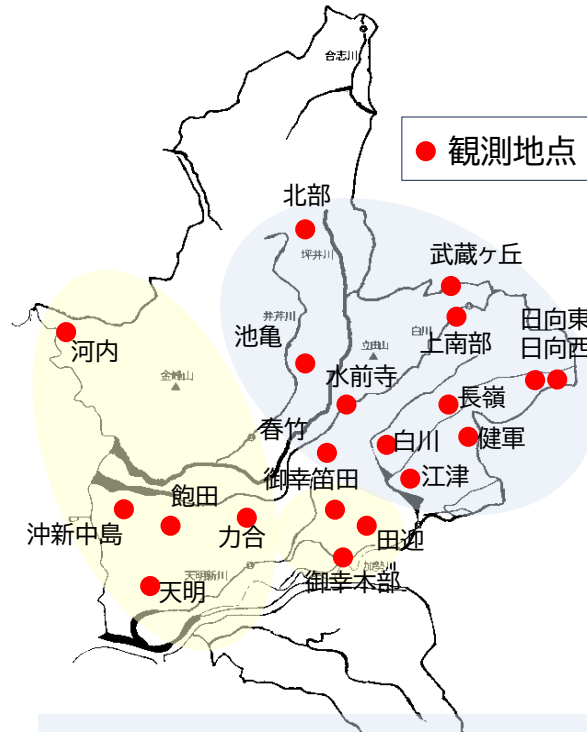 合志川
観測地点
北部
坪井川
武蔵ヶ丘
井芹川
白川
日向東
河内
池亀
立田山
上南部
日向西
金峰山
水前寺
長嶺
春竹
白川
健軍
御幸笛田
江津
飽田
沖新中島
力合
田迎
天明新川
加勢川
天明
御幸木部